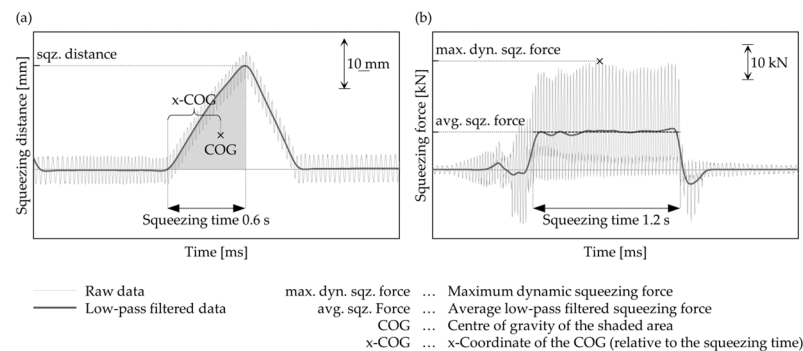 (a)
sqz. distance
10 mm
x-COG
COG
Squeezing time 0.6 s
Squeezing distance [mm]
Time [ms]
(b)
max. dyn. sqz. force
10 kN
avg. sqz. force
Squeezing time 1.2 s
Squeezing force [kN]
Time [ms]
Raw data
Low-pass filtered data
max. dyn. sqz. force … Maximum dynamic squeezing force
avg. sqz. Force … Average low-pass filtered squeezing force
COG … Centre of gravity of the shaded area
x-COG … x-Coordinate of the COG (relative to the squeezing time)